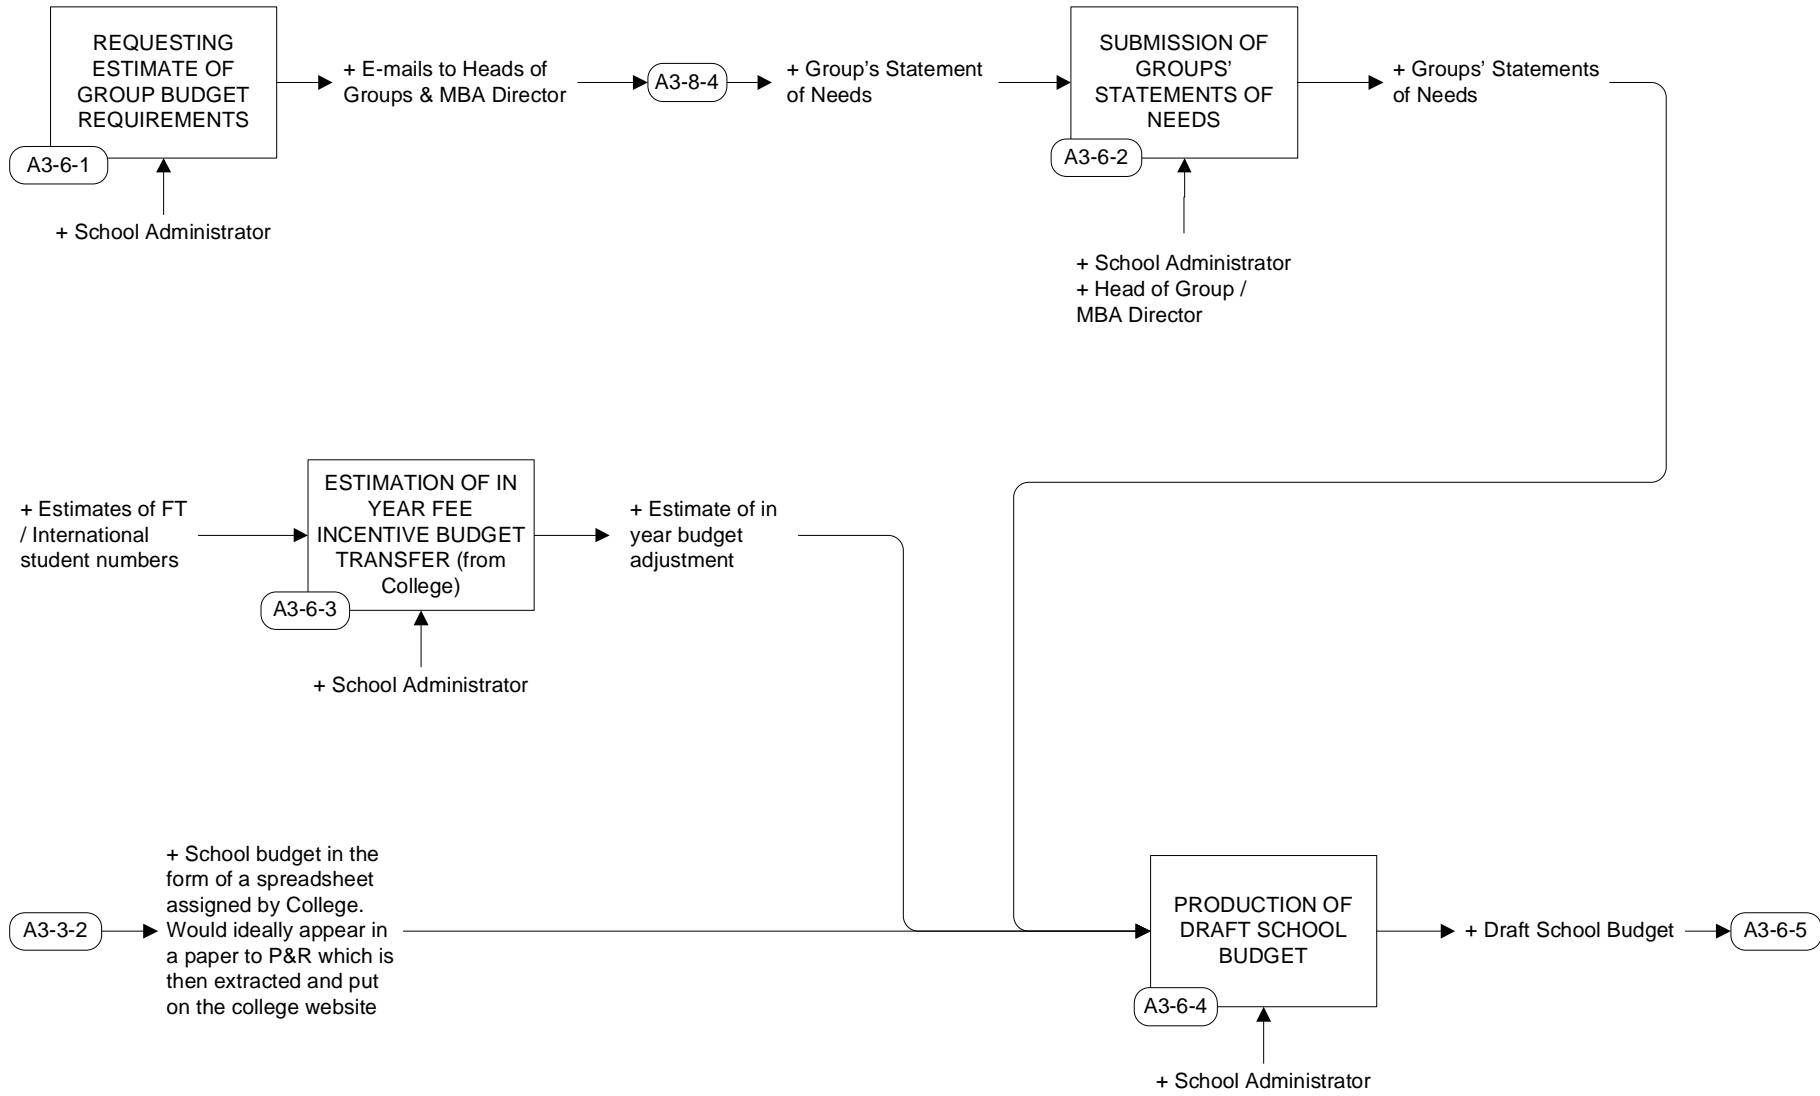 REQUESTING
ESTIMATE OF
GROUP BUDGET
REQUIREMENTS
A3-6-1
+ School Administrator
+ E-mails to Heads of
Groups & MBA Director
A3-8-4
+ Group's Statement
of Needs
SUBMISSION OF
GROUPS’
STATEMENTS OF
NEEDS
A3-6-2
+ School Administrator
+ Head of Group /
MBA Director
+ Groups’ Statements
of Needs
+ Estimates of FT
/ International
student numbers
ESTIMATION OF IN
YEAR FEE
INCENTIVE BUDGET
TRANSFER (from
College)
A3-6-3
+ School Administrator
+ Estimate of in
year budget
adjustment
A3-3-2
+ School budget in the
form of a spreadsheet
assigned by College.
Would ideally appear in
a paper to P&R which is
then extracted and put
on the college website
PRODUCTION OF
DRAFT SCHOOL
BUDGET
A3-6-4
+ School Administrator
+ Draft School Budget
A3-6-5